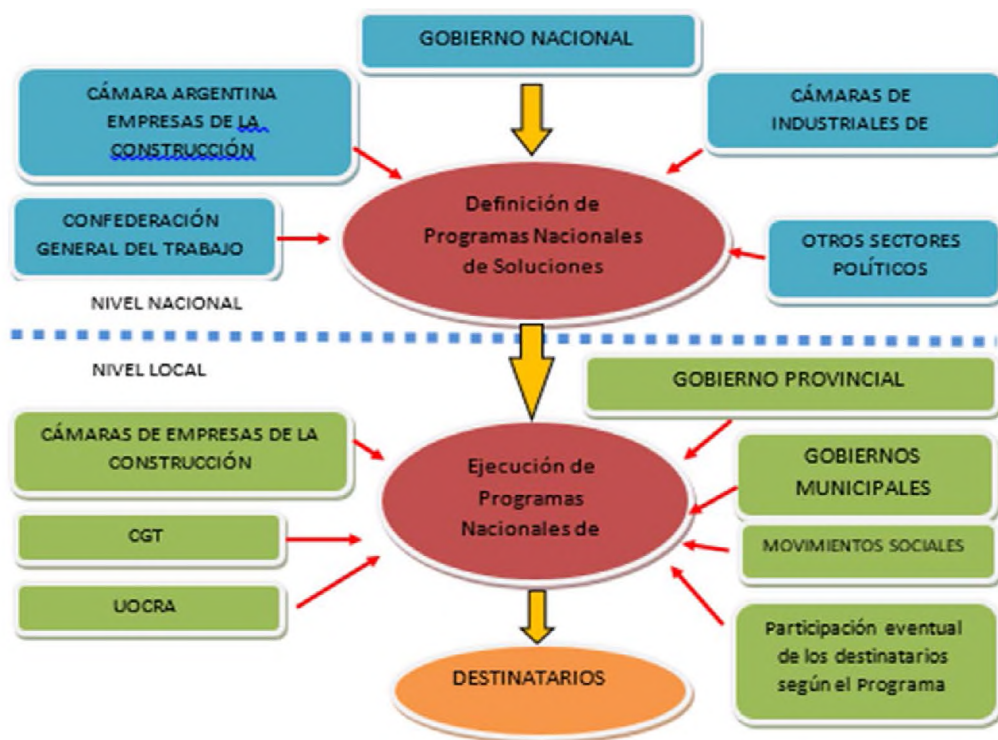 GOBIERNO NACIONAL
CÁMARA ARGENTINA
EMPRESAS DE LA
CONSTRUCCIÓN
CÁMARAS DE
INDUSTRIALES DE
Definición de
Programas Nacionales
de Soluciones
CONFEDERACIÓN
GENERAL DEL TRABAJO
OTROS SECTORES
POLÍTICOS
NIVEL NACIONAL
NIVEL LOCAL
GOBIERNO PROVINCIAL
CÁMARAS DE EMPRESAS DE LA
CONSTRUCCIÓN
Ejecución de
Programas
Nacionales de
GOBIERNOS
MUNICIPALES
CGT
MOVIMIENTOS SOCIALES
UOCRA
Participación eventual
de los destinatarios
según el Programa
DESTINATARIOS